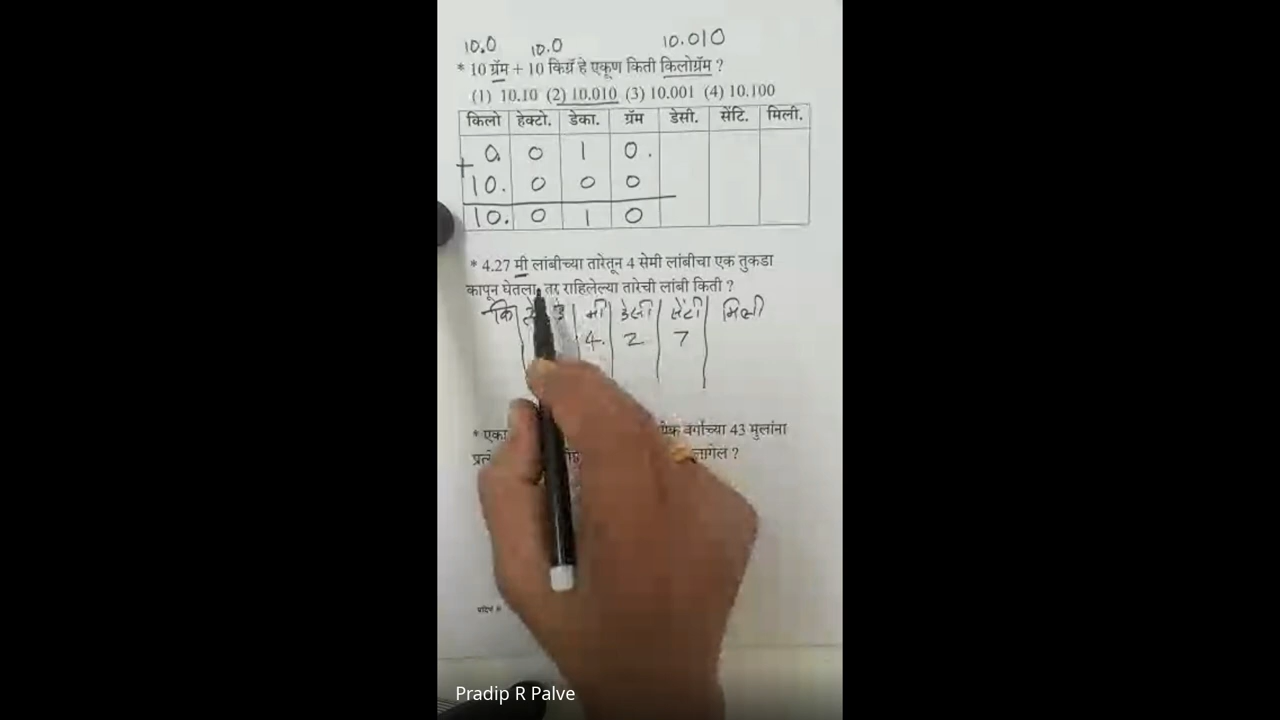 10.0 10.0 10.010
* 10 ग्रॅम + 10 किग्रॅ हे एकूण किती किलोग्रॅम ?
(1) 10.10 (2) 10.010 (3) 10.001 (4) 10.100
किलो हेक्टो. डेका. ग्रॅम डेसी. सेंटि. मिली.
0. 0 1 0.
+ 10. 0 0 0
10. 0 1 0
* 4.27 मी लांबीच्या तारेतून 4 सेमी लांबीचा एक तुकडा
कापून घेतला, तर राहिलेल्या तारेची लांबी किती ?
कि मी डेसी सेंटी मिली
4. 2 7
* एका वर्गाच्या 43 मुलांना
लागेल ?
Pradip R Palve